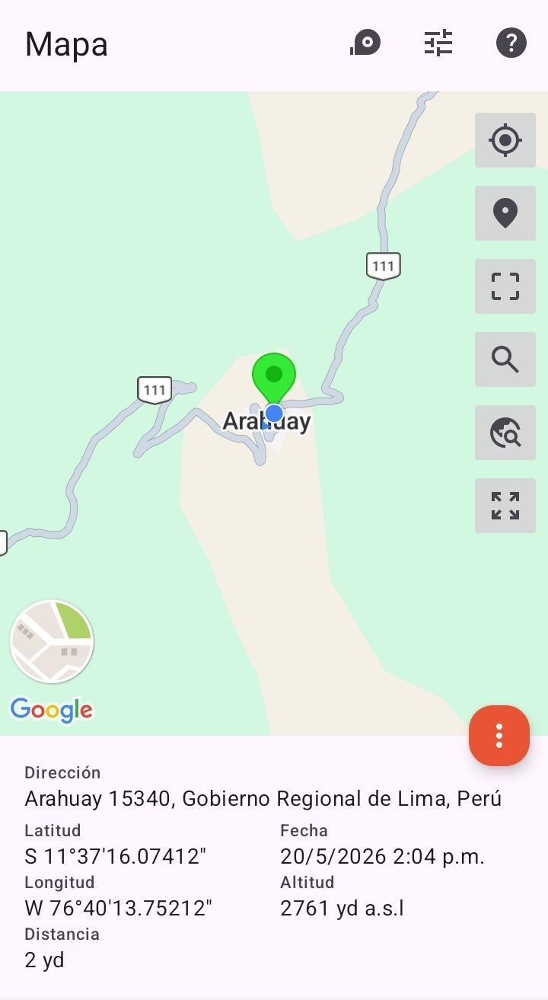 Mapa
111
111
Arahuay
Google
Dirección
Arahuay 15340, Gobierno Regional de Lima, Perú
Latitud
S 11°37'16.07412"
Fecha
20/5/2026 2:04 p.m.
Longitud
W 76°40'13.75212"
Altitud
2761 yd a.s.l
Distancia
2 yd